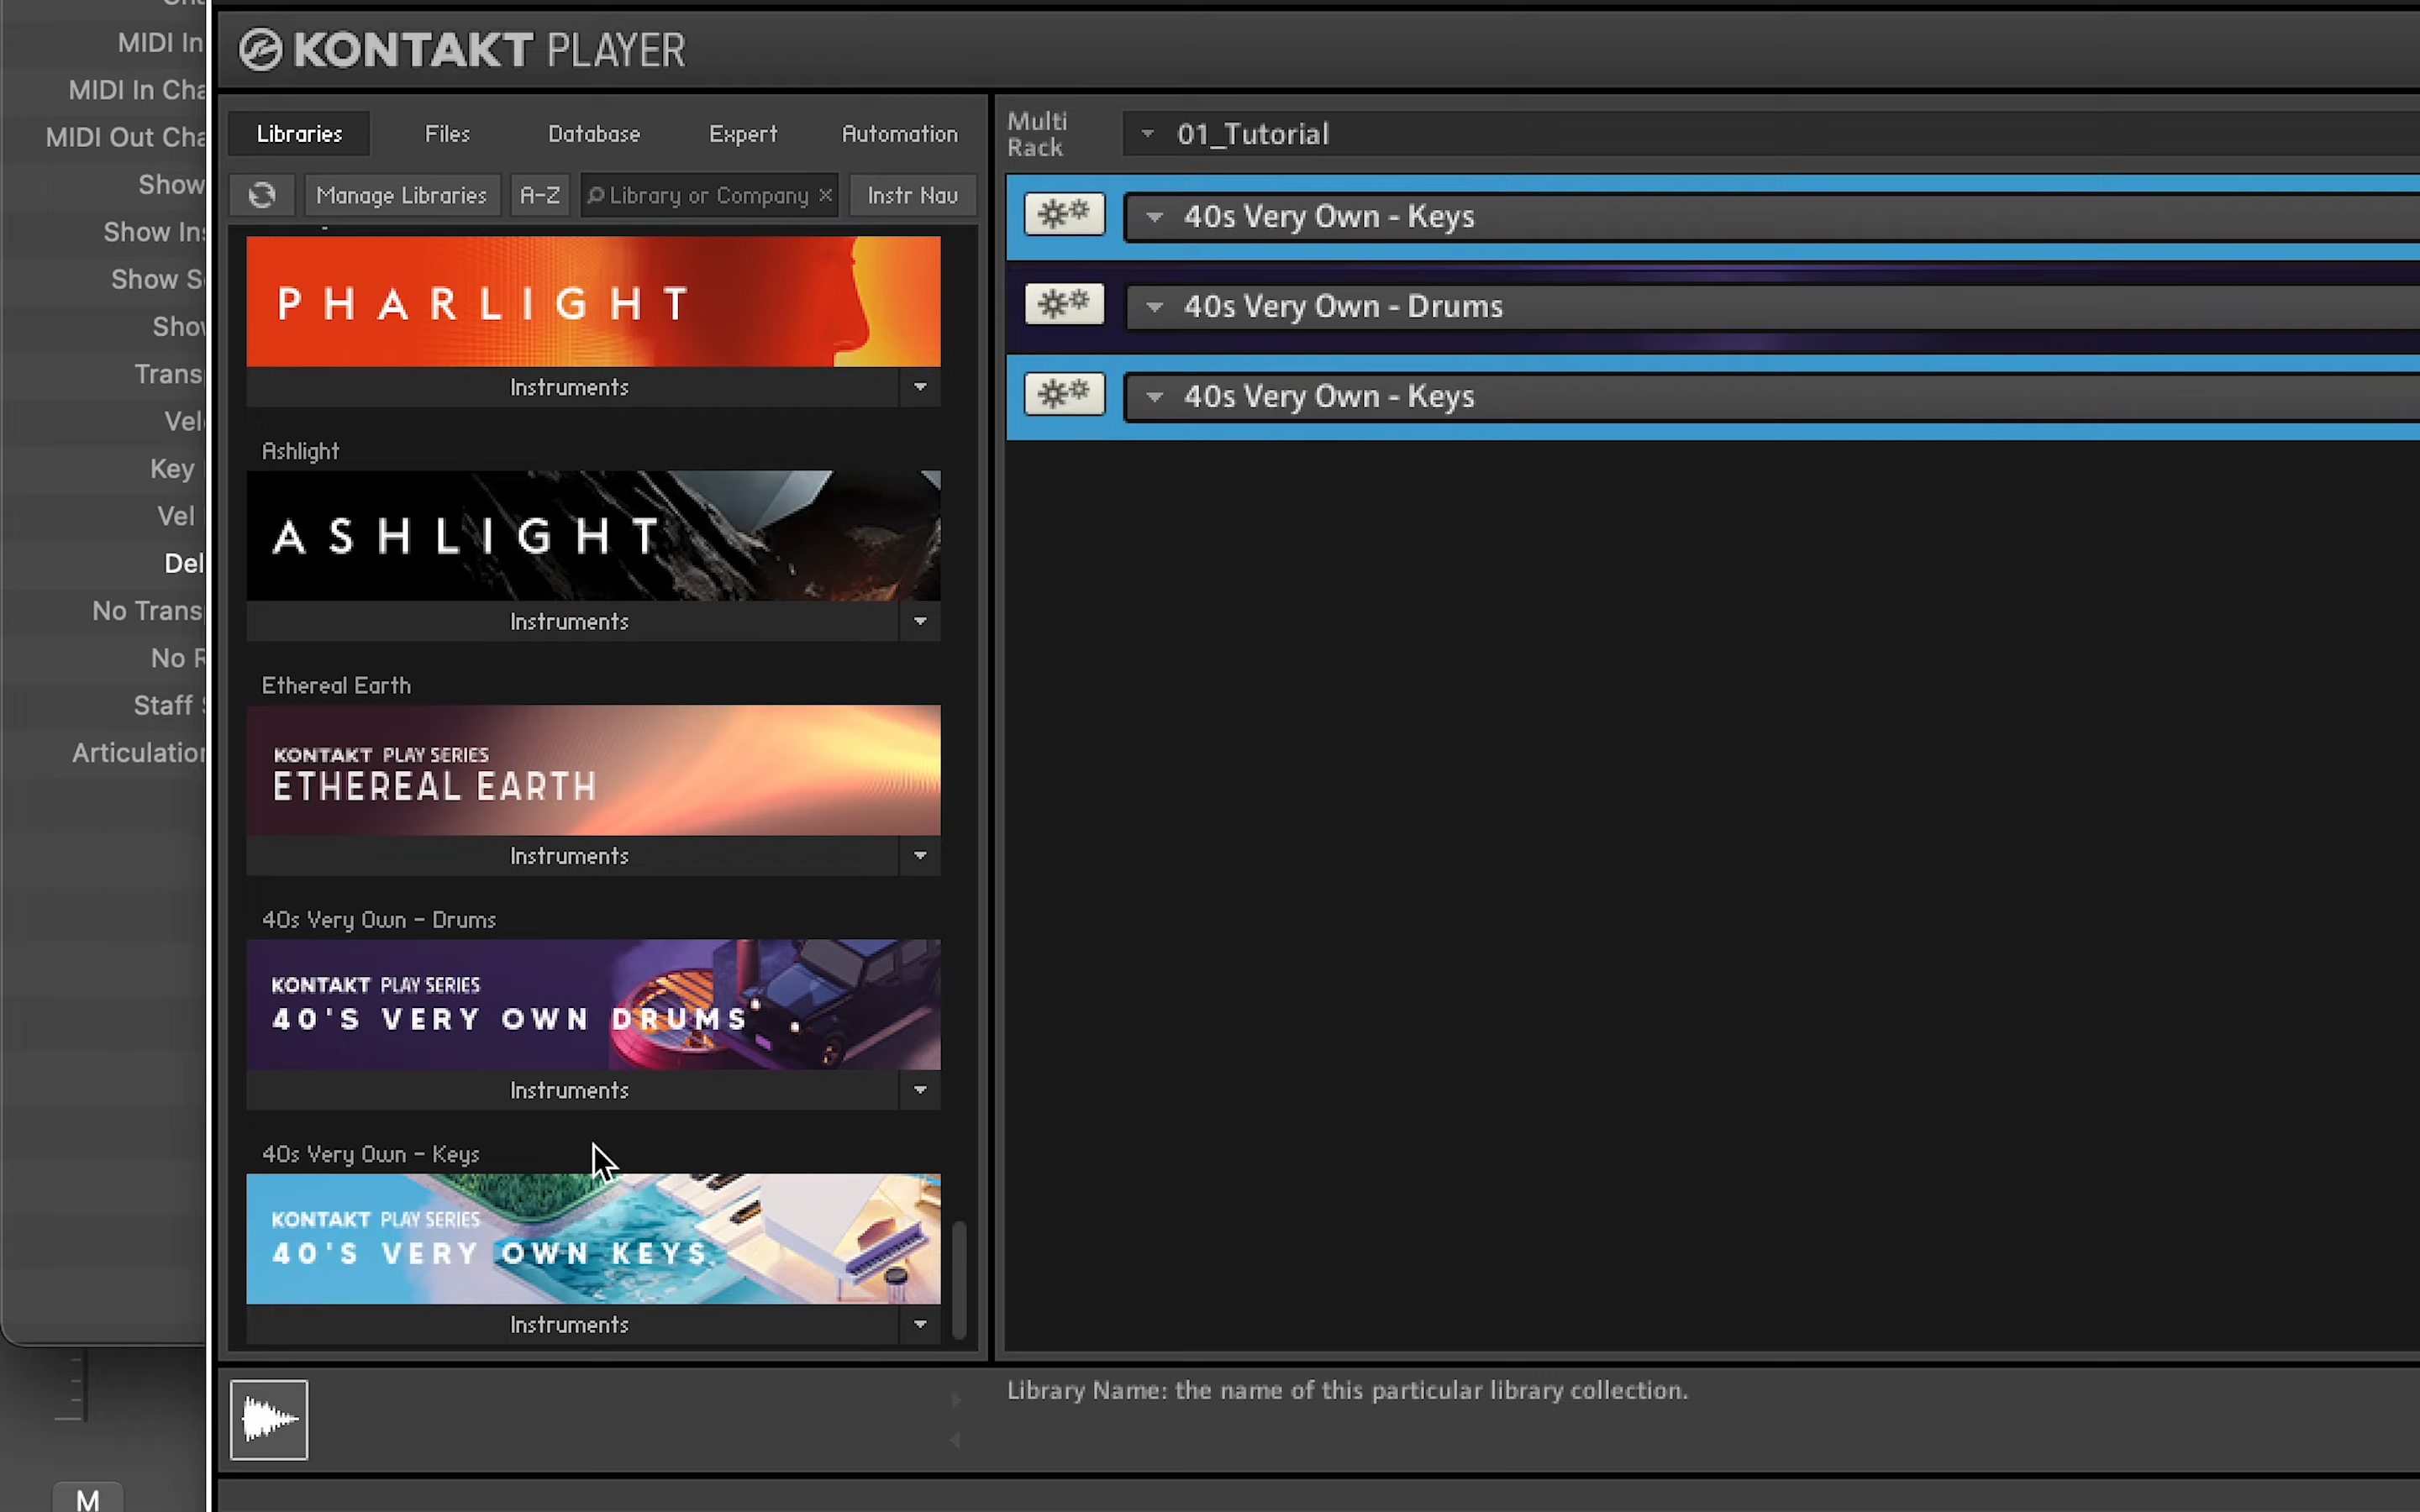 MIDI In
MIDI In Cha
MIDI Out Cha
Show
Show Ins
Show S
Show
Trans
Vel
Key
Vel
Del
No Trans
No R
Staff S
Articulation
M
KONTAKT PLAYER
Libraries Files Database Expert Automation
Manage Libraries A-Z Library or Company × Instr Nav
PHARLIGHT
Instruments
Ashlight
ASHLIGHT
Instruments
Ethereal Earth
KONTAKT PLAY SERIES
ETHEREAL EARTH
Instruments
40s Very Own - Drums
KONTAKT PLAY SERIES
40'S VERY OWN DRUMS
Instruments
40s Very Own - Keys
KONTAKT PLAY SERIES
40'S VERY OWN KEYS
Instruments
Multi
Rack
01_Tutorial
40s Very Own - Keys
40s Very Own - Drums
40s Very Own - Keys
Library Name: the name of this particular library collection.